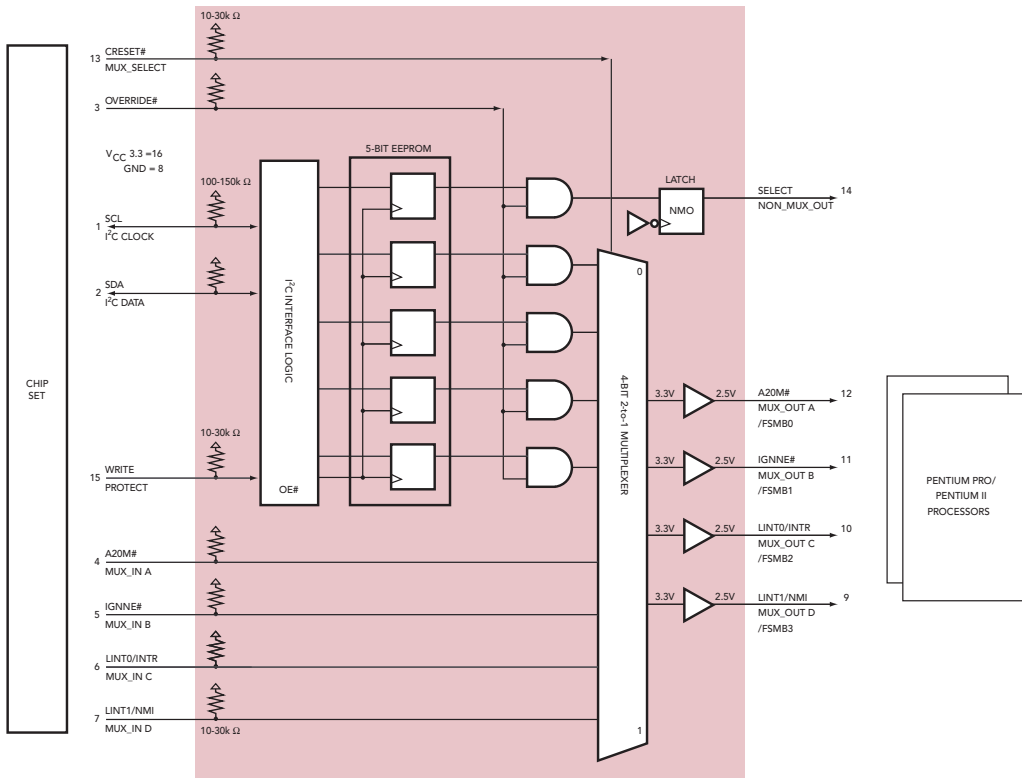 10-30k Ω
13 CRESET#
MUX_SELECT
3 OVERRIDE#
VCC 3.3 =16
GND = 8
5-BIT EEPROM
100-150k Ω
1 SCL
I²C CLOCK
2 SDA
I²C DATA
I²C INTERFACE LOGIC
OE#
CHIP
SET
10-30k Ω
15 WRITE
PROTECT
4 A20M#
MUX_IN A
5 IGNNE#
MUX_IN B
6 LINT0/INTR
MUX_IN C
7 LINT1/NMI
MUX_IN D
10-30k Ω
LATCH
NMO
SELECT 14
NON_MUX_OUT
0
4-BIT 2-to-1 MULTIPLEXER
1
3.3V 2.5V A20M# 12
MUX_OUT A
/FSMB0
3.3V 2.5V IGNNE# 11
MUX_OUT B
/FSMB1
3.3V 2.5V LINT0/INTR 10
MUX_OUT C
/FSMB2
3.3V 2.5V LINT1/NMI 9
MUX_OUT D
/FSMB3
PENTIUM PRO/
PENTIUM II
PROCESSORS